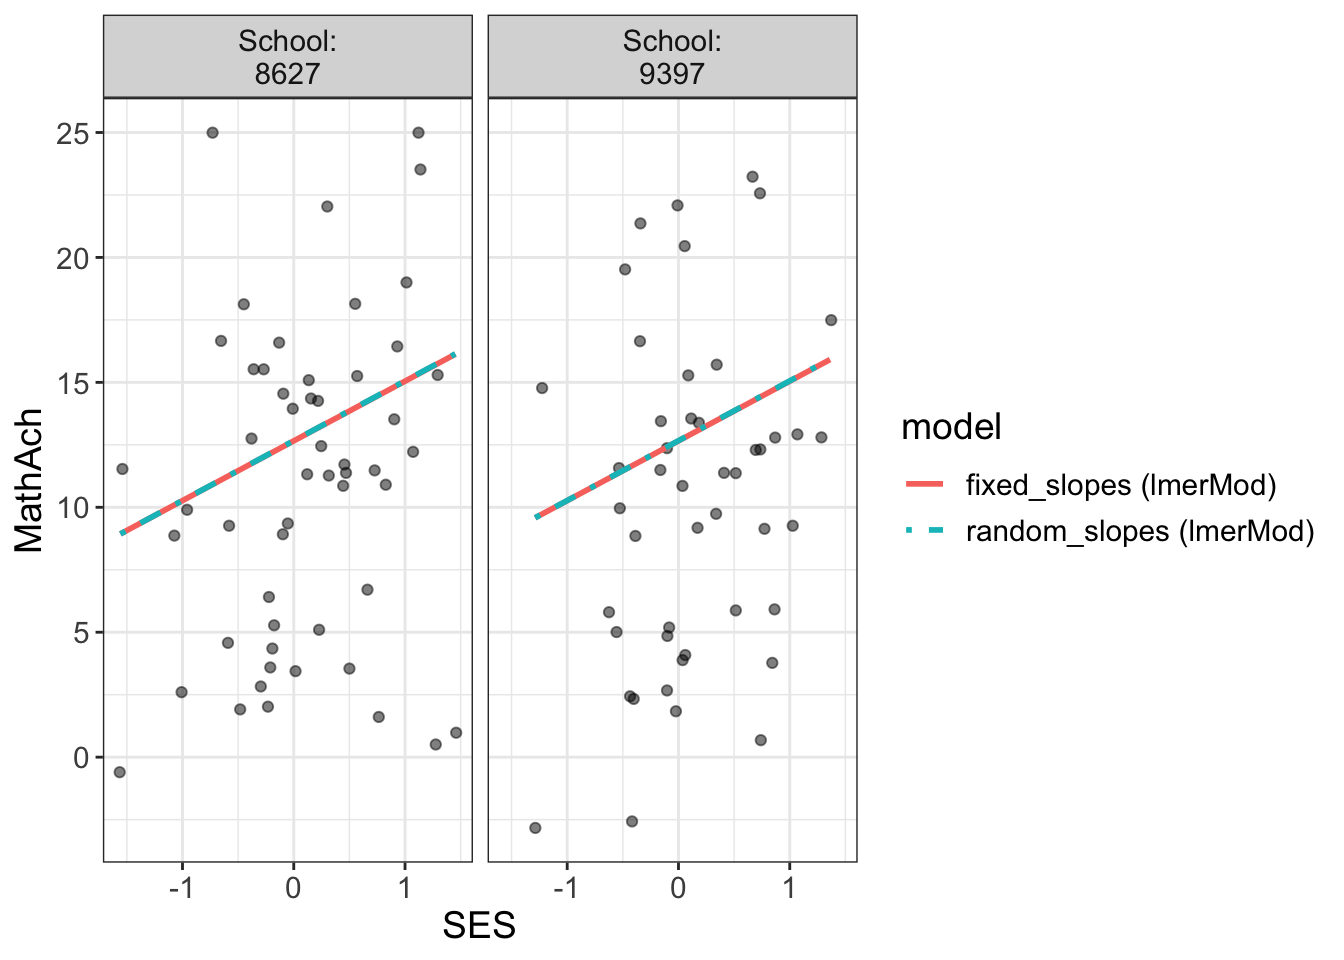 School:
8627
School:
9397
25
20
15
10
5
0
MathAch
-1 0 1
-1 0 1
SES
model
fixed_slopes (lmerMod)
random_slopes (lmerMod)